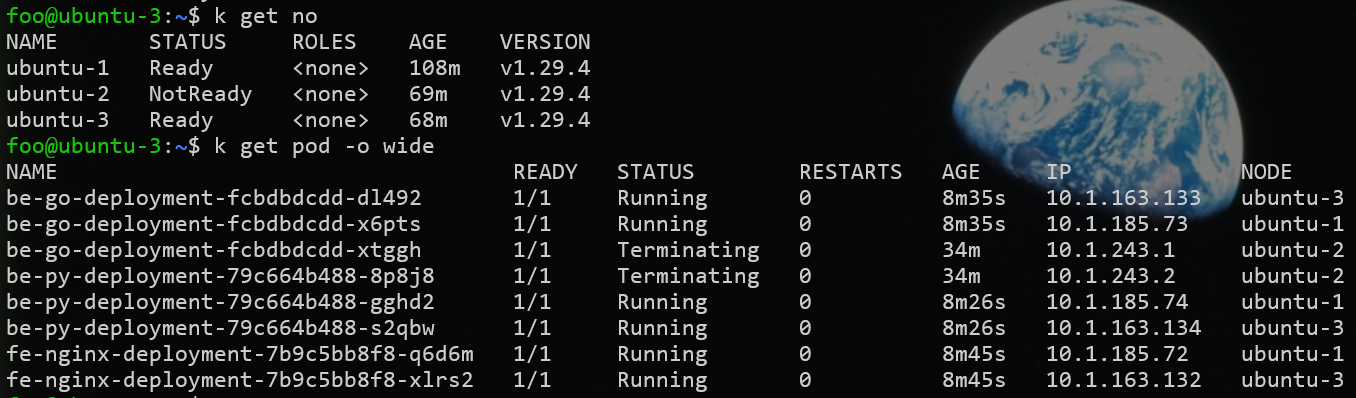 foo@ubuntu-3:~$ k get no
NAME STATUS ROLES AGE VERSION
ubuntu-1 Ready <none> 108m v1.29.4
ubuntu-2 NotReady <none> 69m v1.29.4
ubuntu-3 Ready <none> 68m v1.29.4
foo@ubuntu-3:~$ k get pod -o wide
NAME READY STATUS RESTARTS AGE IP NODE
be-go-deployment-fcbdbdcdd-dl492 1/1 Running 0 8m35s 10.1.163.133 ubuntu-3
be-go-deployment-fcbdbdcdd-x6pts 1/1 Running 0 8m35s 10.1.185.73 ubuntu-1
be-go-deployment-fcbdbdcdd-xtggh 1/1 Terminating 0 34m 10.1.243.1 ubuntu-2
be-py-deployment-79c664b488-8p8j8 1/1 Terminating 0 34m 10.1.243.2 ubuntu-2
be-py-deployment-79c664b488-gghd2 1/1 Running 0 8m26s 10.1.185.74 ubuntu-1
be-py-deployment-79c664b488-s2qbw 1/1 Running 0 8m26s 10.1.163.134 ubuntu-3
fe-nginx-deployment-7b9c5bb8f8-q6d6m 1/1 Running 0 8m45s 10.1.185.72 ubuntu-1
fe-nginx-deployment-7b9c5bb8f8-xlrs2 1/1 Running 0 8m45s 10.1.163.132 ubuntu-3